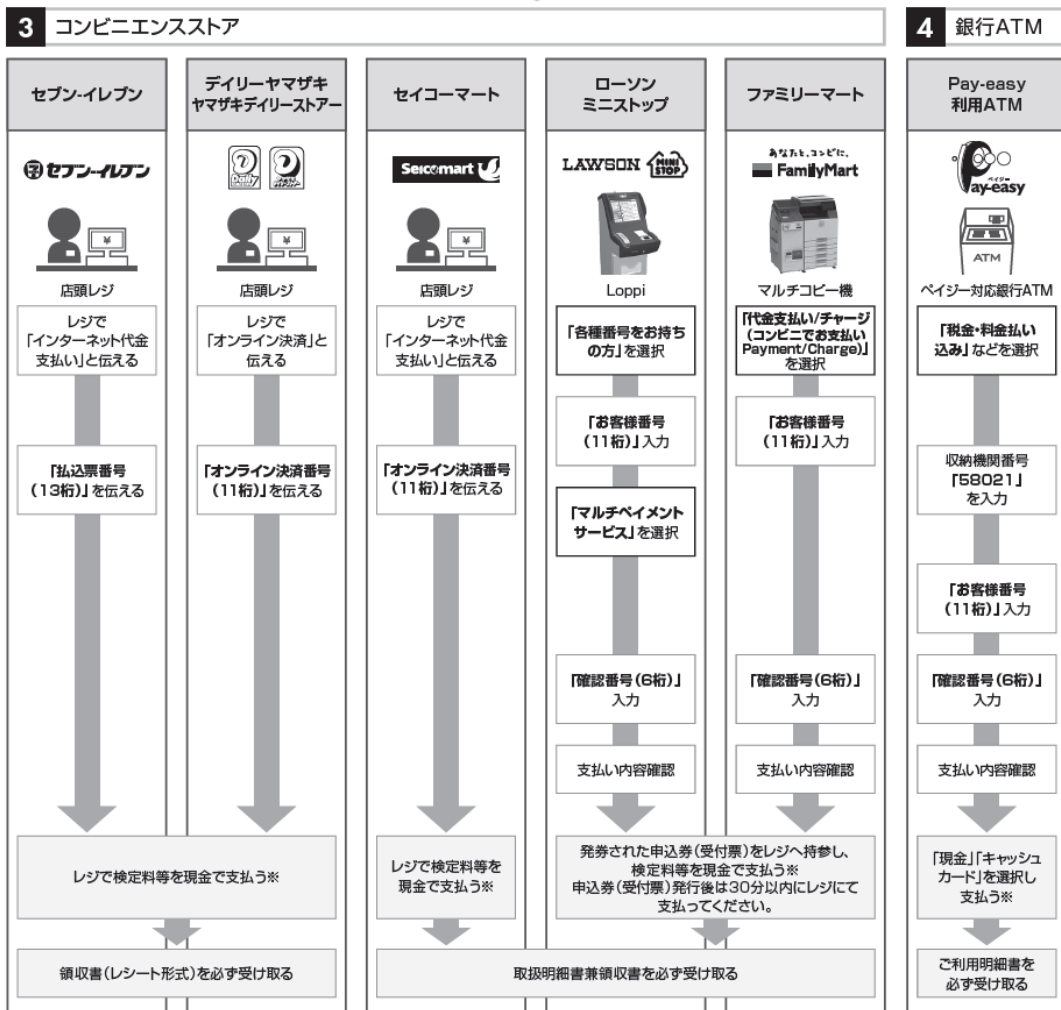 3 コンビニエンスストア
セブン-イレブン
セブン-イレブン
店頭レジ
レジで
「インターネット代金
支払い」と伝える
「払込票番号
(13桁)」を伝える
デイリーヤマザキ
ヤマザキデイリーストアー
Daily
店頭レジ
レジで
「オンライン決済」と
伝える
「オンライン決済番号
(11桁)」を伝える
レジで検定料等を現金で支払う※
領収書(レシート形式)を必ず受け取る
セイコーマート
Seicomart
店頭レジ
レジで
「インターネット代金
支払い」と伝える
「オンライン決済番号
(11桁)」を伝える
レジで検定料等を
現金で支払う※
ローソン
ミニストップ
LAWSON MINI
STOP
Loppi
「各種番号をお持ち
の方」を選択
「お客様番号
(11桁)」入力
「マルチペイメント
サービス」を選択
「確認番号(6桁)」
入力
支払い内容確認
ファミリーマート
あなたと、コンビに、
FamilyMart
マルチコピー機
「代金支払い/チャージ
(コンビニでお支払い
Payment/Charge)」
を選択
「お客様番号
(11桁)」入力
「確認番号(6桁)」
入力
支払い内容確認
発券された申込券(受付票)をレジへ持参し、
検定料等を現金で支払う※
申込券(受付票)発行後は30分以内にレジにて
支払ってください。
取扱明細書兼領収書を必ず受け取る
4 銀行ATM
Pay-easy
利用ATM
ペイジー
Pay-easy
ATM
ペイジー対応銀行ATM
「税金・料金払い
込み」などを選択
収納機関番号
「58021」
を入力
「お客様番号
(11桁)」入力
「確認番号(6桁)」
入力
支払い内容確認
「現金」「キャッシュ
カード」を選択し
支払う※
ご利用明細書を
必ず受け取る